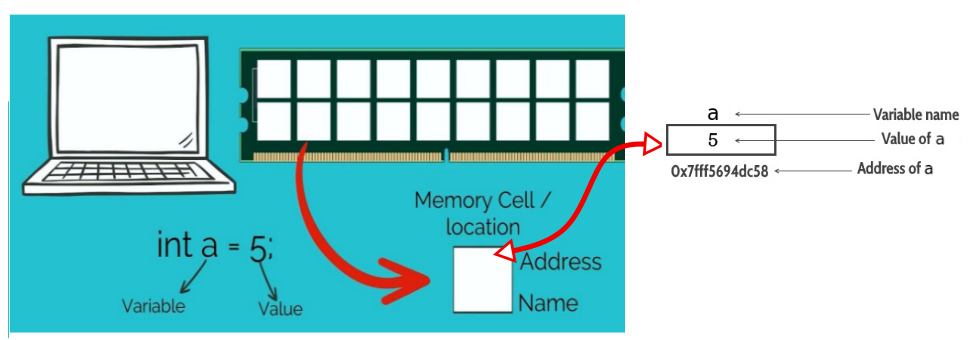 int a = 5;
Variable
Value
Memory Cell /
location
Address
Name
a
Variable name
5
Value of a
0x7fff5694dc58
Address of a